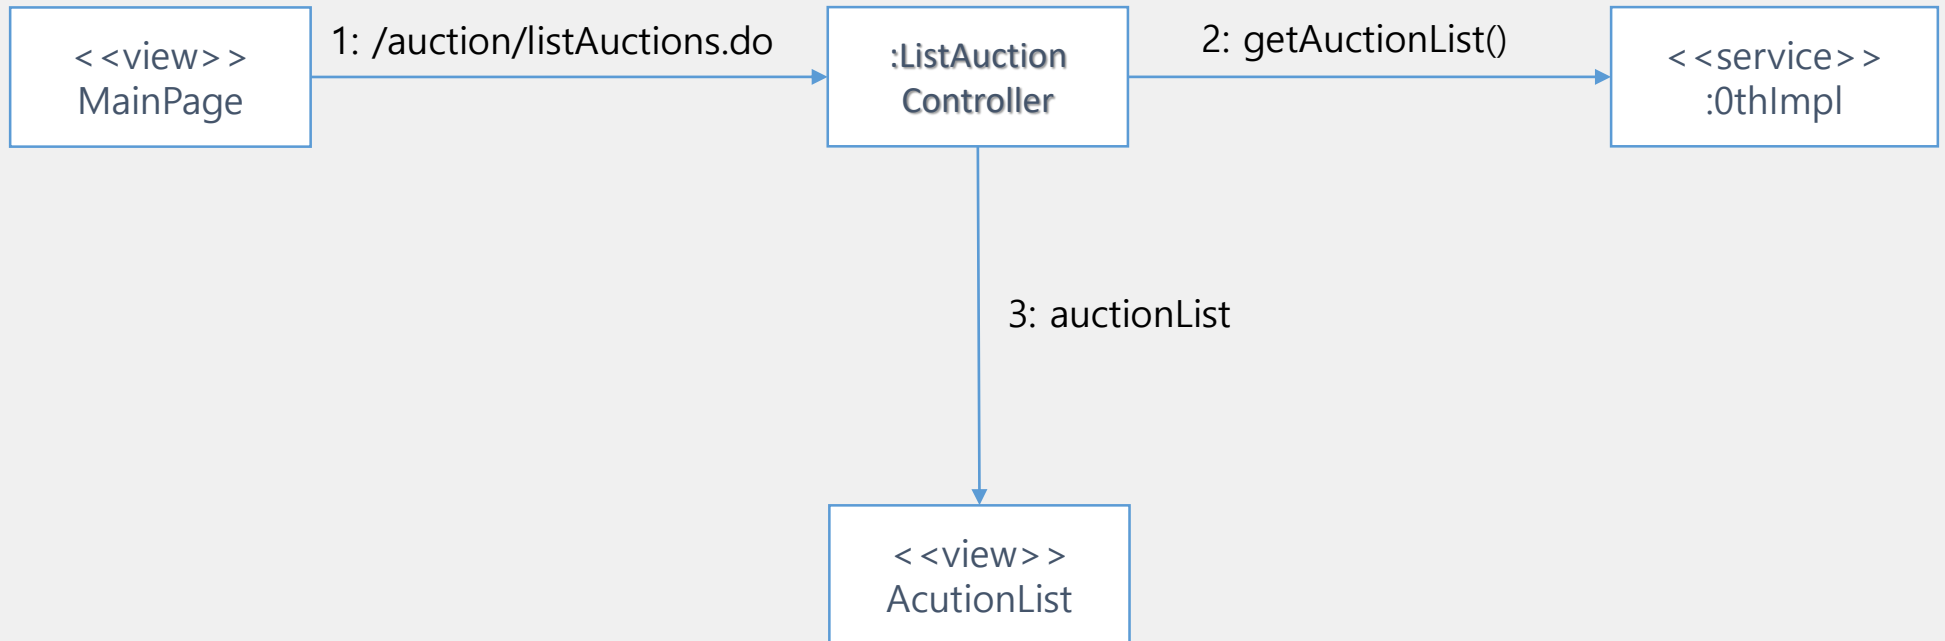 <<view>>
MainPage
1: /auction/listAuctions.do
:ListAuction
Controller
2: getAuctionList()
<<service>>
:0thImpl
3: auctionList
<<view>>
AcutionList